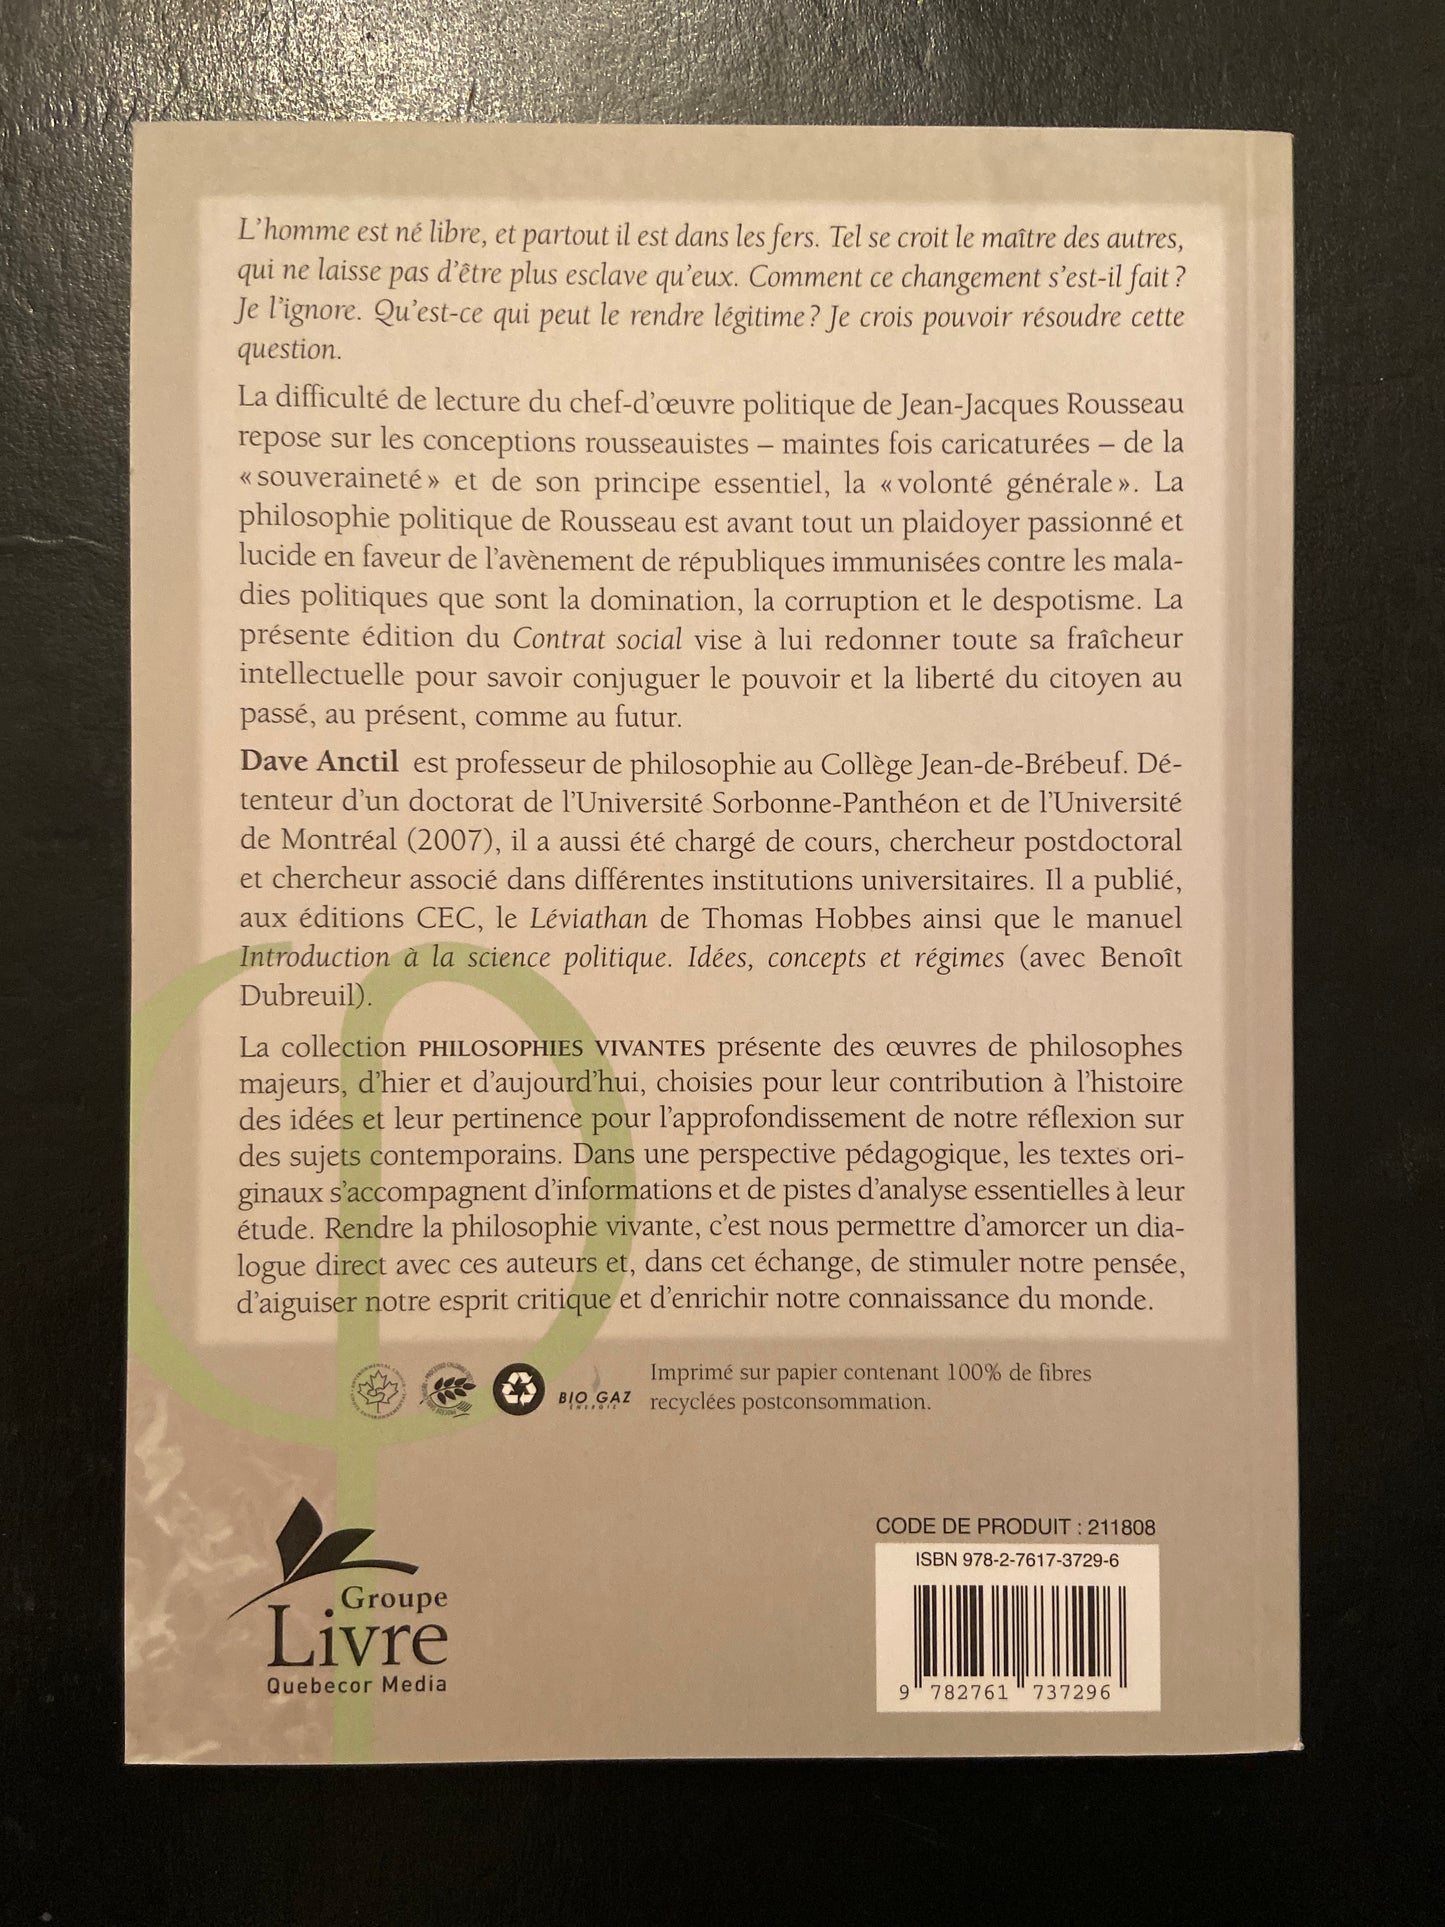 L'homme est né libre, et partout il est dans les fers. Tel se croit le maître des autres,
qui ne laisse pas d'être plus esclave qu'eux. Comment ce changement s'est-il fait ?
Je l'ignore. Qu'est-ce qui peut le rendre légitime ? Je crois pouvoir résoudre cette
question.
La difficulté de lecture du chef-d'œuvre politique de Jean-Jacques Rousseau
repose sur les conceptions rousseauistes – maintes fois caricaturées – de la
« souveraineté » et de son principe essentiel, la « volonté générale ». La
philosophie politique de Rousseau est avant tout un plaidoyer passionné et
lucide en faveur de l'avènement de républiques immunisées contre les mala-
dies politiques que sont la domination, la corruption et le despotisme. La
présente édition du Contrat social vise à lui redonner toute sa fraîcheur
intellectuelle pour savoir conjuguer le pouvoir et la liberté du citoyen au
passé, au présent, comme au futur.
Dave Anctil est professeur de philosophie au Collège Jean-de-Brébeuf. Dé-
tenteur d'un doctorat de l'Université Sorbonne-Panthéon et de l'Université
de Montréal (2007), il a aussi été chargé de cours, chercheur postdoctoral
et chercheur associé dans différentes institutions universitaires. Il a publié,
aux éditions CEC, le Léviathan de Thomas Hobbes ainsi que le manuel
Introduction à la science politique. Idées, concepts et régimes (avec Benoît
Dubreuil).
La collection PHILOSOPHIES VIVANTES présente des œuvres de philosophes
majeurs, d'hier et d'aujourd'hui, choisies pour leur contribution à l'histoire
des idées et leur pertinence pour l'approfondissement de notre réflexion sur
des sujets contemporains. Dans une perspective pédagogique, les textes ori-
ginaux s'accompagnent d'informations et de pistes d'analyse essentielles à leur
étude. Rendre la philosophie vivante, c'est nous permettre d'amorcer un dia-
logue direct avec ces auteurs et, dans cet échange, de stimuler notre pensée,
d'aiguiser notre esprit critique et d'enrichir notre connaissance du monde.
BIO GAZ
ENERGIE
Imprimé sur papier contenant 100% de fibres
recyclées postconsommation.
Groupe
Livre
Quebecor Media
CODE DE PRODUIT : 211808
ISBN 978-2-7617-3729-6
9 782761 737296